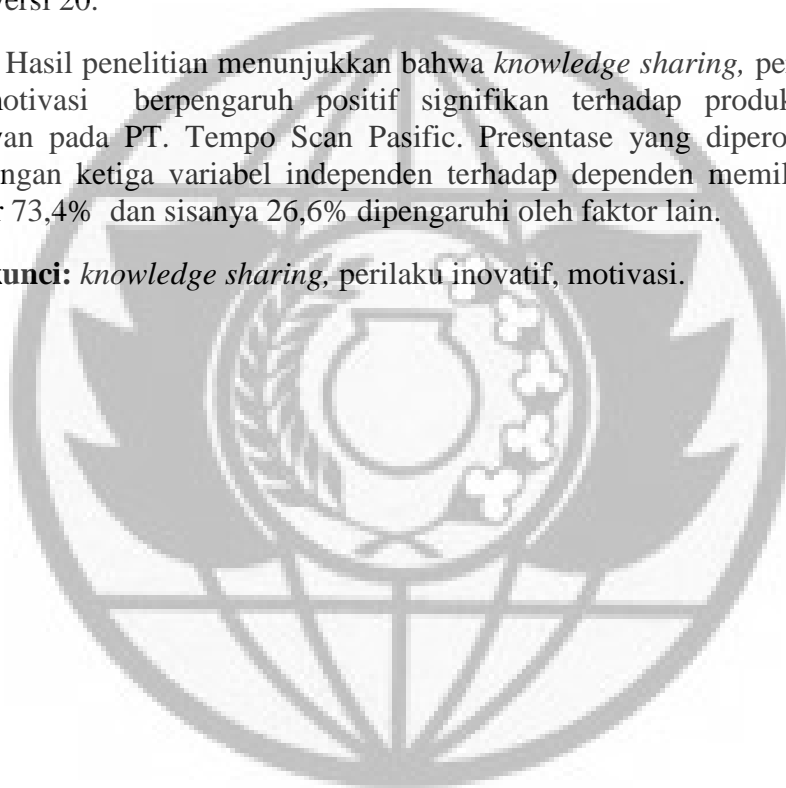 versi 20.
Hasil penelitian menunjukkan bahwa knowledge sharing, per
motivasi berpengaruh positif signifikan terhadap produk
wan pada PT. Tempo Scan Pasific. Presentase yang dipero
ngan ketiga variabel independen terhadap dependen memil
r 73,4% dan sisanya 26,6% dipengaruhi oleh faktor lain.
kunci: knowledge sharing, perilaku inovatif, motivasi.